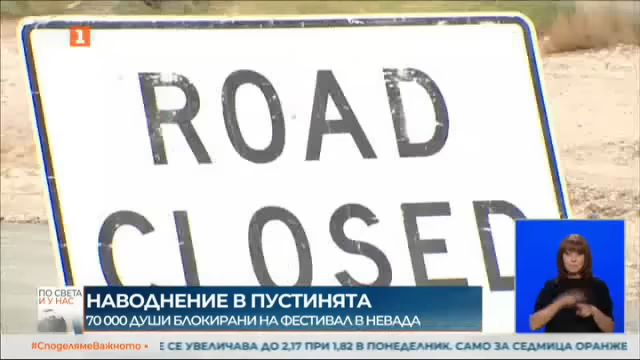 1
ROAD
CLOSED
ПО СВЕТА
И У НАС
НАВОДНЕНИЕ В ПУСТИНЯТА
70 000 ДУШИ БЛОКИРАНИ НА ФЕСТИВАЛ В НЕВАДА
#СподелямеВажното
Е СЕ УВЕЛИЧАВА ДО 2,17 ПРИ 1,82 В ПОНЕДЕЛНИК. САМО ЗА СЕДМИЦА ОРАНЖЕ